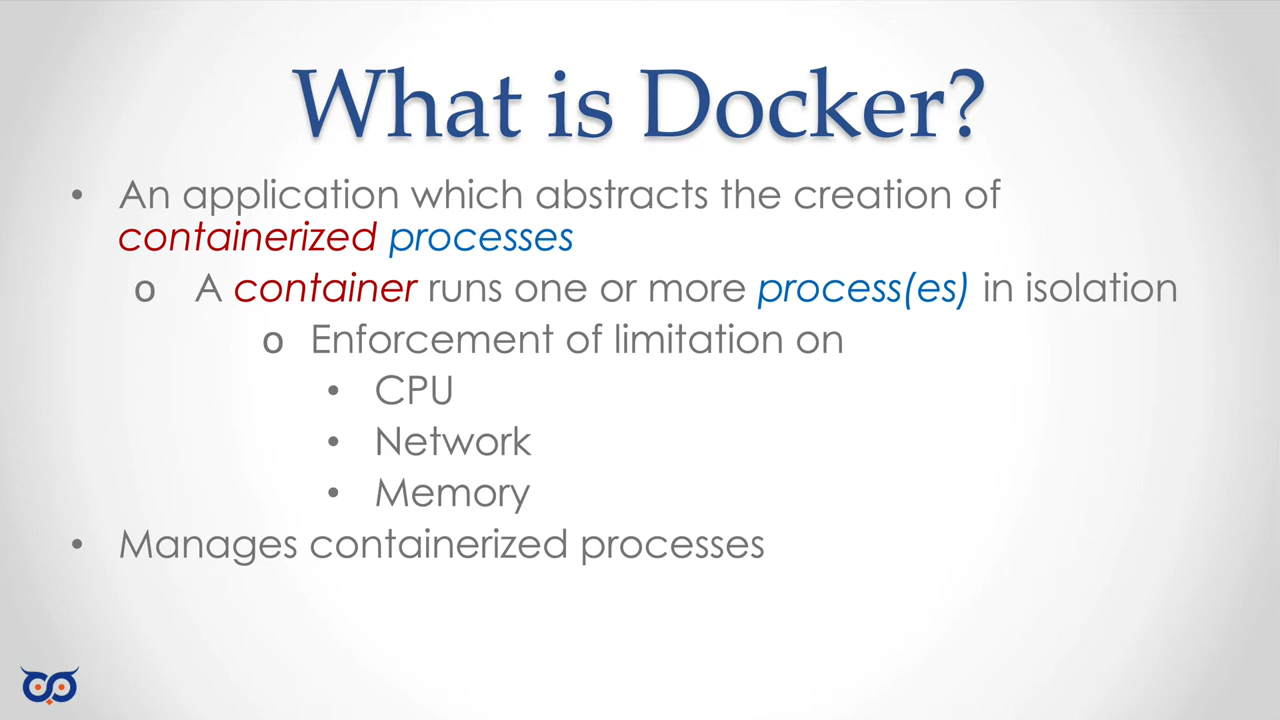 What is Docker?
• An application which abstracts the creation of
containerized processes
o A container runs one or more process(es) in isolation
o Enforcement of limitation on
• CPU
• Network
• Memory
• Manages containerized processes